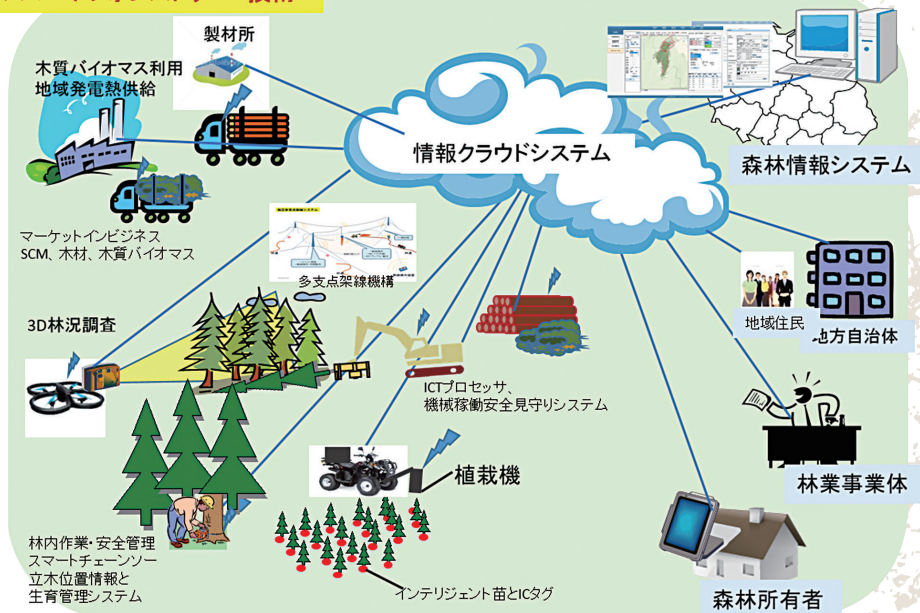 製材所
木質バイオマス利用
地域発電熱供給
情報クラウドシステム
森林情報システム
マーケットインビジネス
SCM、木材、木質バイオマス
多支点架線機構
地域住民
地方自治体
3D林況調査
ICTプロセッサ、
機械稼働安全見守りシステム
林業事業体
植栽機
林内作業・安全管理
スマートチェーンソー
立木位置情報と
生育管理システム
インテリジェント苗とICタグ
森林所有者